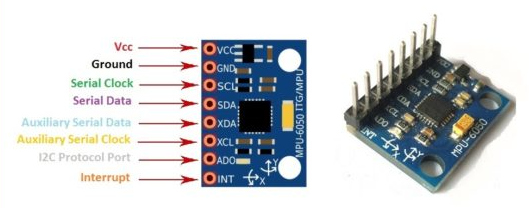 Vcc
VCC
Ground
GND
Serial Clock
SCL
Serial Data
SDA
Auxiliary Serial Data
XDA
Auxiliary Serial Clock
XCL
I2C Protocol Port
ADO
Interrupt
INT
MPU-6050 ITG/MPU
Y
X
INT
MPU-6050